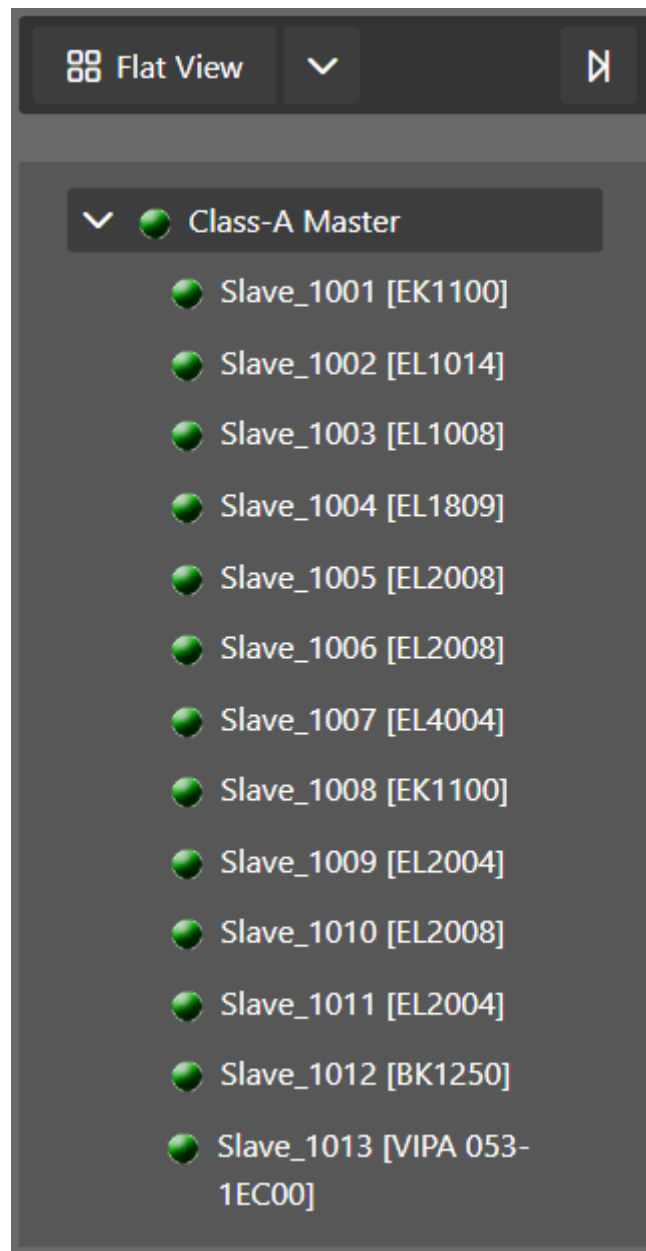 Flat View
Class-A Master
Slave_1001 [EK1100]
Slave_1002 [EL1014]
Slave_1003 [EL1008]
Slave_1004 [EL1809]
Slave_1005 [EL2008]
Slave_1006 [EL2008]
Slave_1007 [EL4004]
Slave_1008 [EK1100]
Slave_1009 [EL2004]
Slave_1010 [EL2008]
Slave_1011 [EL2004]
Slave_1012 [BK1250]
Slave_1013 [VIPA 053-
1EC00]